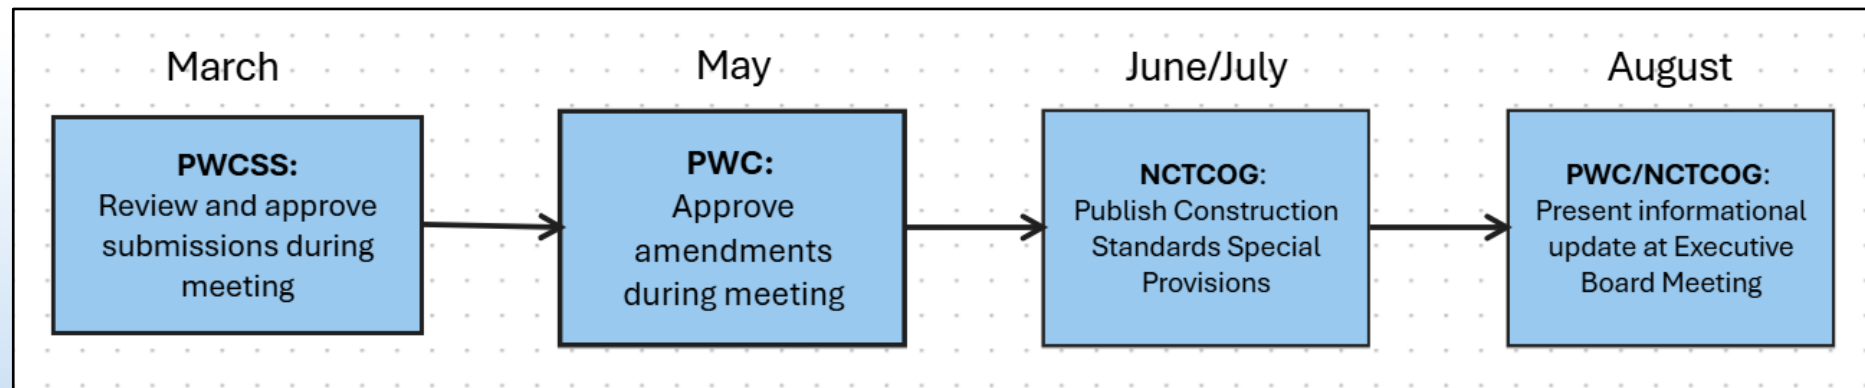 March
PWCSS:
Review and approve
submissions during
meeting
May
PWC:
Approve
amendments
during meeting
June/July
NCTCOG:
Publish Construction
Standards Special
Provisions
August
PWC/NCTCOG:
Present informational
update at Executive
Board Meeting